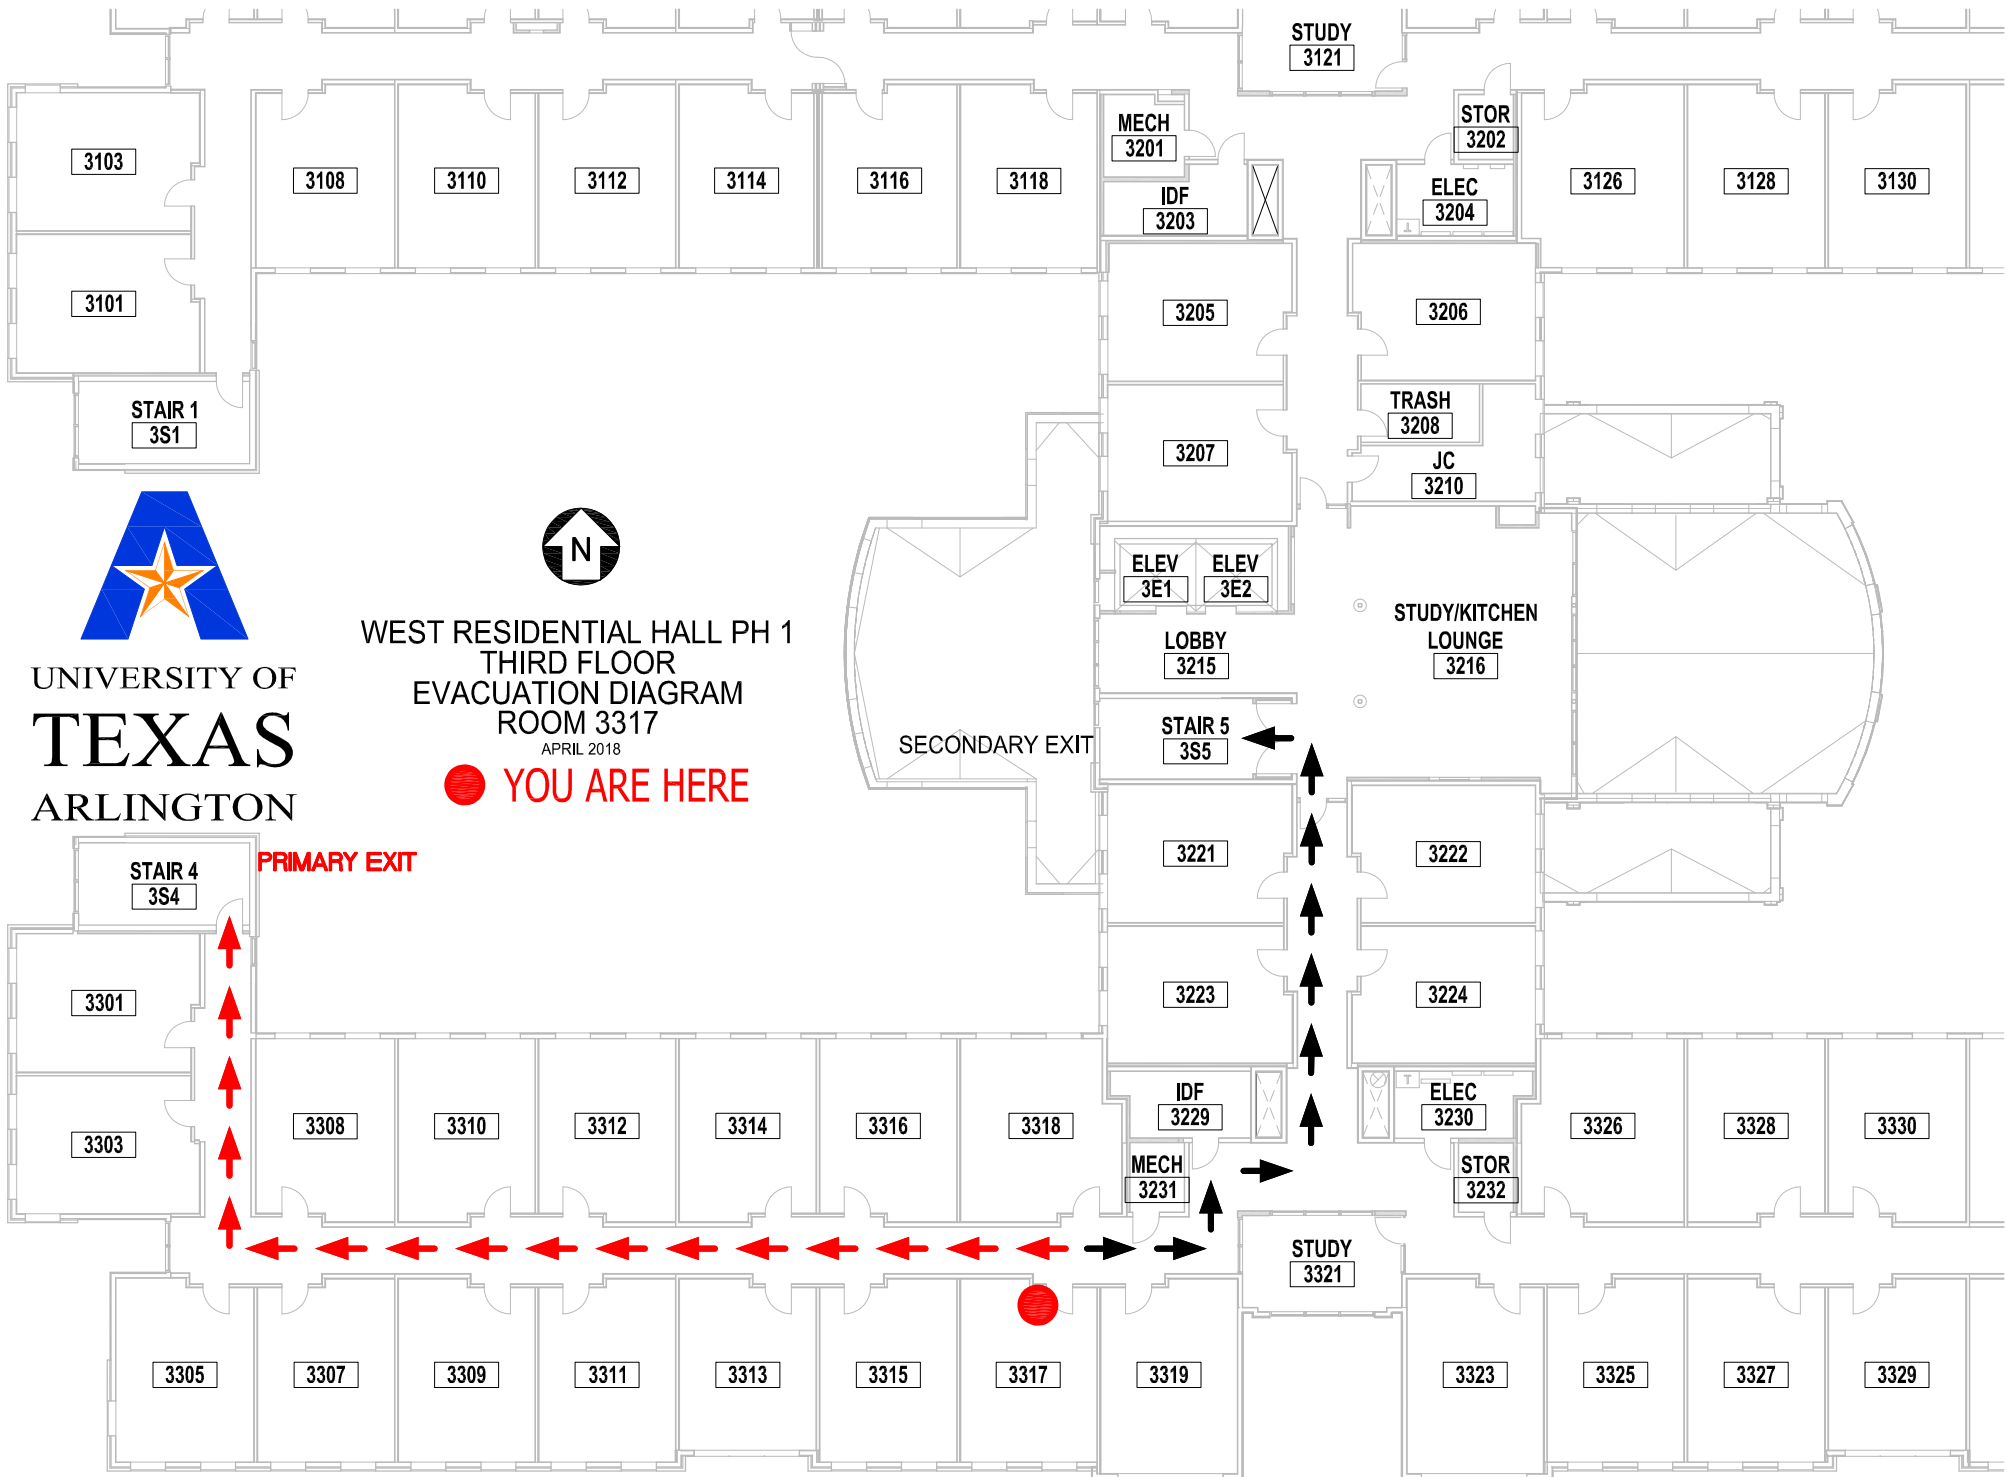 STUDY
3121
MECH
3201
STOR
3202
3103
3108
3110
3112
3114
3116
3118
IDF
3203
ELEC
3204
3126
3128
3130
3101
3205
3206
STAIR 1
3S1
TRASH
3208
3207
JC
3210
N
ELEV
3E1
ELEV
3E2
WEST RESIDENTIAL HALL PH 1
THIRD FLOOR
EVACUATION DIAGRAM
ROOM 3317
APRIL 2018
YOU ARE HERE
UNIVERSITY OF
TEXAS
ARLINGTON
LOBBY
3215
STUDY/KITCHEN
LOUNGE
3216
SECONDARY EXIT
STAIR 5
3S5
PRIMARY EXIT
STAIR 4
3S4
3221
3222
3301
3223
3224
3303
3308
3310
3312
3314
3316
3318
IDF
3229
T
ELEC
3230
3326
3328
3330
MECH
3231
STOR
3232
STUDY
3321
3305
3307
3309
3311
3313
3315
3317
3319
3323
3325
3327
3329